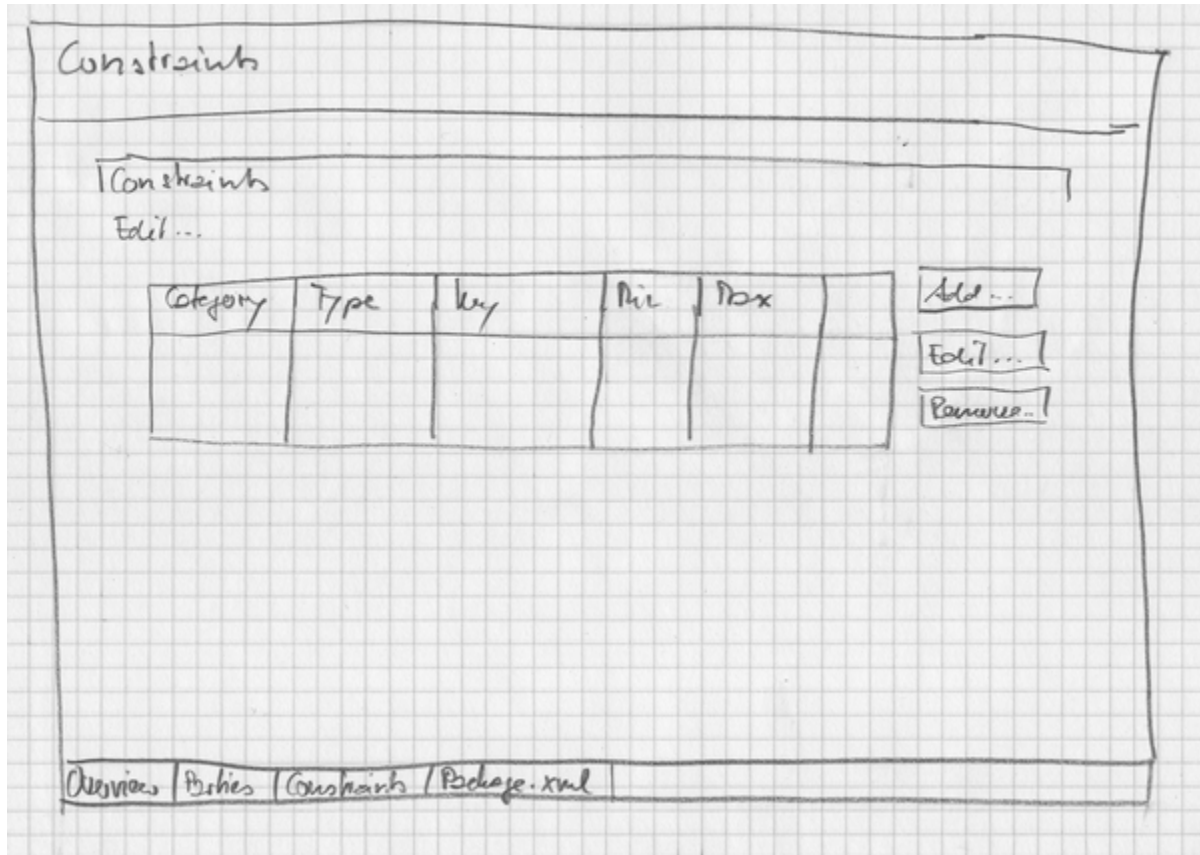 Constraints
Constraints
Edit...
Category Type Key Min Max
Add...
Edit...
Remove..
Overview Parties Constraints Package.xml